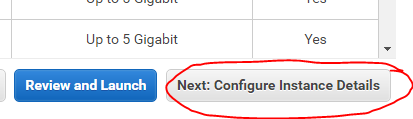 Up to 5 Gigabit Yes
Up to 5 Gigabit Yes
Review and Launch Next: Configure Instance Details